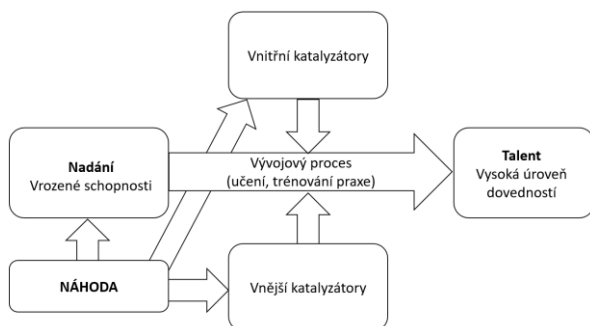 Vnitřní katalyzátory
Nadání
Vrozené schopnosti
Vývojový proces
(učení, trénování praxe)
Talent
Vysoká úroveň
dovedností
NÁHODA
Vnější katalyzátory